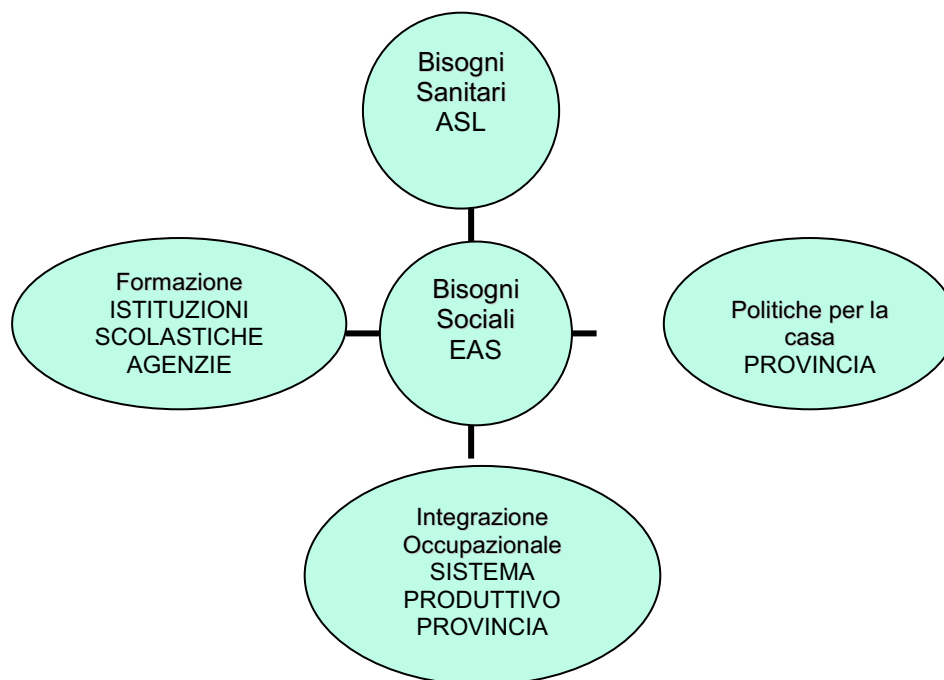 Bisogni
Sanitari
ASL
Formazione
ISTITUZIONI
SCOLASTICHE
AGENZIE
Bisogni
Sociali
EAS
Politiche per la
casa
PROVINCIA
Integrazione
Occupazionale
SISTEMA
PRODUTTIVO
PROVINCIA